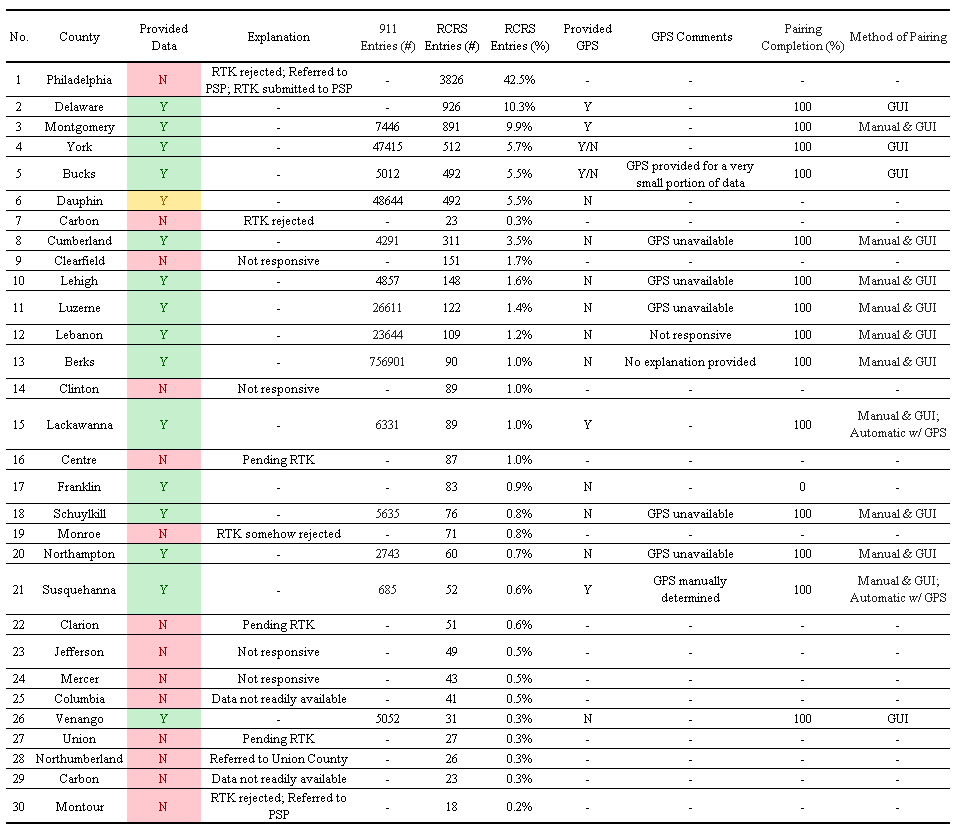 No. County Provided Data Explanation 911 Entries (#) RCRS Entries (#) RCRS Entries (%) Provided GPS GPS Comments Pairing Completion (%) Method of Pairing
1 Philadelphia N RTK rejected; Referred to PSP; RTK submitted to PSP - 3826 42.5% - - - -
2 Delaware Y - - 926 10.3% Y - 100 GUI
3 Montgomery Y - 7446 891 9.9% Y - 100 Manual & GUI
4 York Y - 47415 512 5.7% Y/N - 100 GUI
5 Bucks Y - 5012 492 5.5% Y/N GPS provided for a very small portion of data 100 GUI
6 Dauphin Y - 48644 492 5.5% N - - -
7 Carbon N RTK rejected - 23 0.3% - - - -
8 Cumberland Y - 4291 311 3.5% N GPS unavailable 100 Manual & GUI
9 Clearfield N Not responsive - 151 1.7% - - - -
10 Lehigh Y - 4857 148 1.6% N GPS unavailable 100 Manual & GUI
11 Luzerne Y - 26611 122 1.4% N GPS unavailable 100 Manual & GUI
12 Lebanon Y - 23644 109 1.2% N Not responsive 100 Manual & GUI
13 Berks Y - 756901 90 1.0% N No explanation provided 100 Manual & GUI
14 Clinton N Not responsive - 89 1.0% - - - -
15 Lackawanna Y - 6331 89 1.0% Y - 100 Manual & GUI; Automatic w/ GPS
16 Centre N Pending RTK - 87 1.0% - - - -
17 Franklin Y - - 83 0.9% N - 0 -
18 Schuylkill Y - 5635 76 0.8% N GPS unavailable 100 Manual & GUI
19 Monroe N RTK somehow rejected - 71 0.8% - - - -
20 Northampton Y - 2743 60 0.7% N GPS unavailable 100 Manual & GUI
21 Susquehanna Y - 685 52 0.6% Y GPS manually determined 100 Manual & GUI; Automatic w/ GPS
22 Clarion N Pending RTK - 51 0.6% - - - -
23 Jefferson N Not responsive - 49 0.5% - - - -
24 Mercer N Not responsive - 43 0.5% - - - -
25 Columbia N Data not readily available - 41 0.5% - - - -
26 Venango Y - 5052 31 0.3% N - 100 GUI
27 Union N Pending RTK - 27 0.3% - - - -
28 Northumberland N Referred to Union County - 26 0.3% - - - -
29 Carbon N Data not readily available - 23 0.3% - - - -
30 Montour N RTK rejected; Referred to PSP - 18 0.2% - - - -